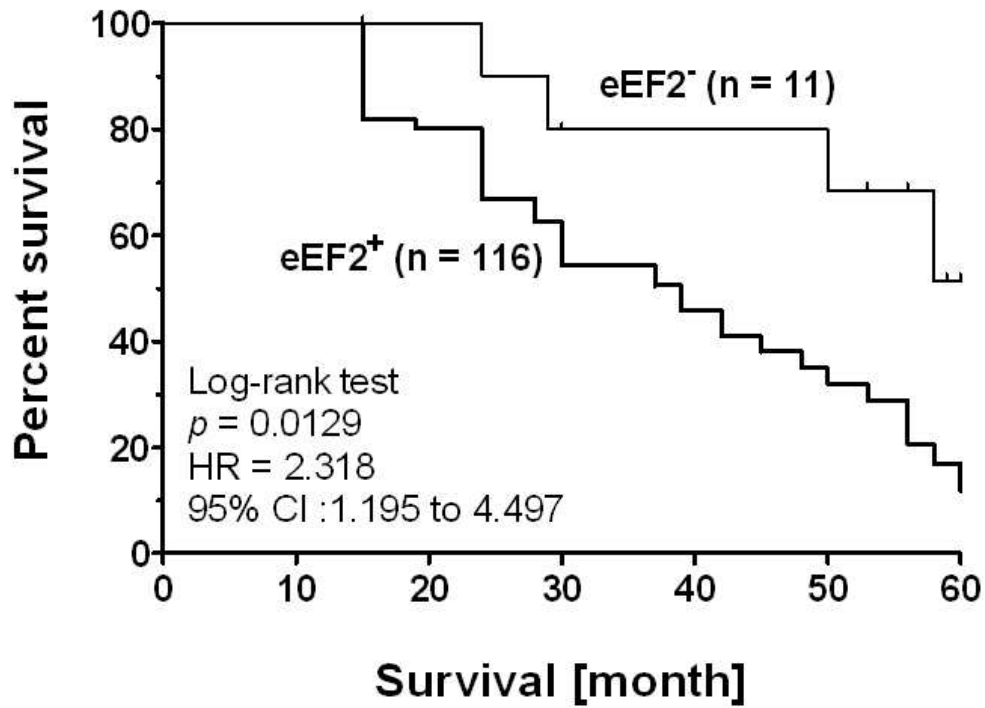 Percent survival
100
80
60
40
20
0
eEF2⁻ (n = 11)
eEF2⁺ (n = 116)
Log-rank test
p = 0.0129
HR = 2.318
95% CI :1.195 to 4.497
0 10 20 30 40 50 60
Survival [month]